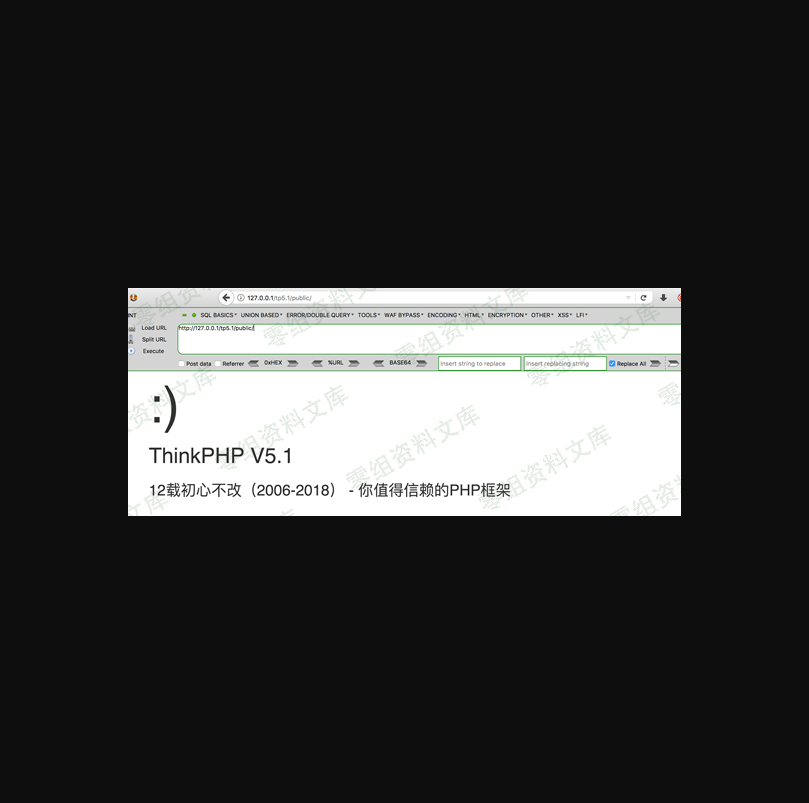 127.0.0.1/tp5.1/public/
INT
SQL BASICS UNION BASED ERROR/DOUBLE QUERY TOOLS WAF BYPASS ENCODING HTML ENCRYPTION OTHER XSS LFI
Load URL
http://127.0.0.1/tp5.1/public/
Split URL
Execute
Post data Referrer 0xHEX %URL BASE64 Insert string to replace Insert replacing string Replace All
:)
ThinkPHP V5.1
12载初心不改（2006-2018） - 你值得信赖的PHP框架
零组资料文库